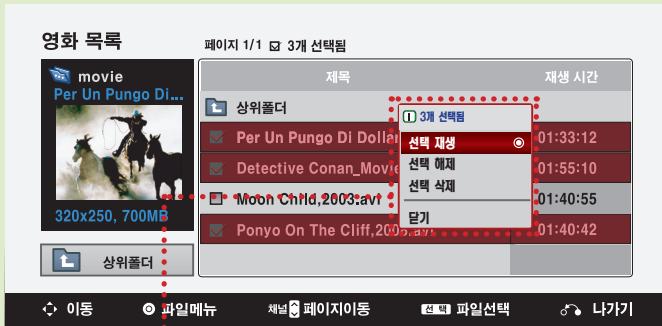 영화 목록
페이지 1/1 3개 선택됨
movie
Per Un Pungo Di...
320x250, 700MB
상위폴더
제목 재생 시간
상위폴더
Per Un Pungo Di Dollar 01:33:12
Detective Conan_Movie 01:55:10
Moon Child,2003.avi 01:40:55
Ponyo On The Cliff,2008.avi 01:40:42
3개 선택됨
선택 재생
선택 해제
선택 삭제
닫기
이동 파일메뉴 채널 페이지이동 선택 파일선택 나가기